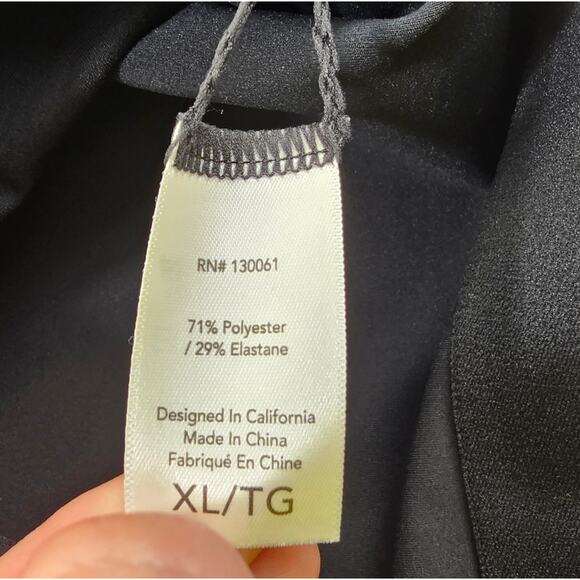 RN# 130061
71% Polyester
/ 29% Elastane
Designed In California
Made In China
Fabriqué En Chine
XL/TG